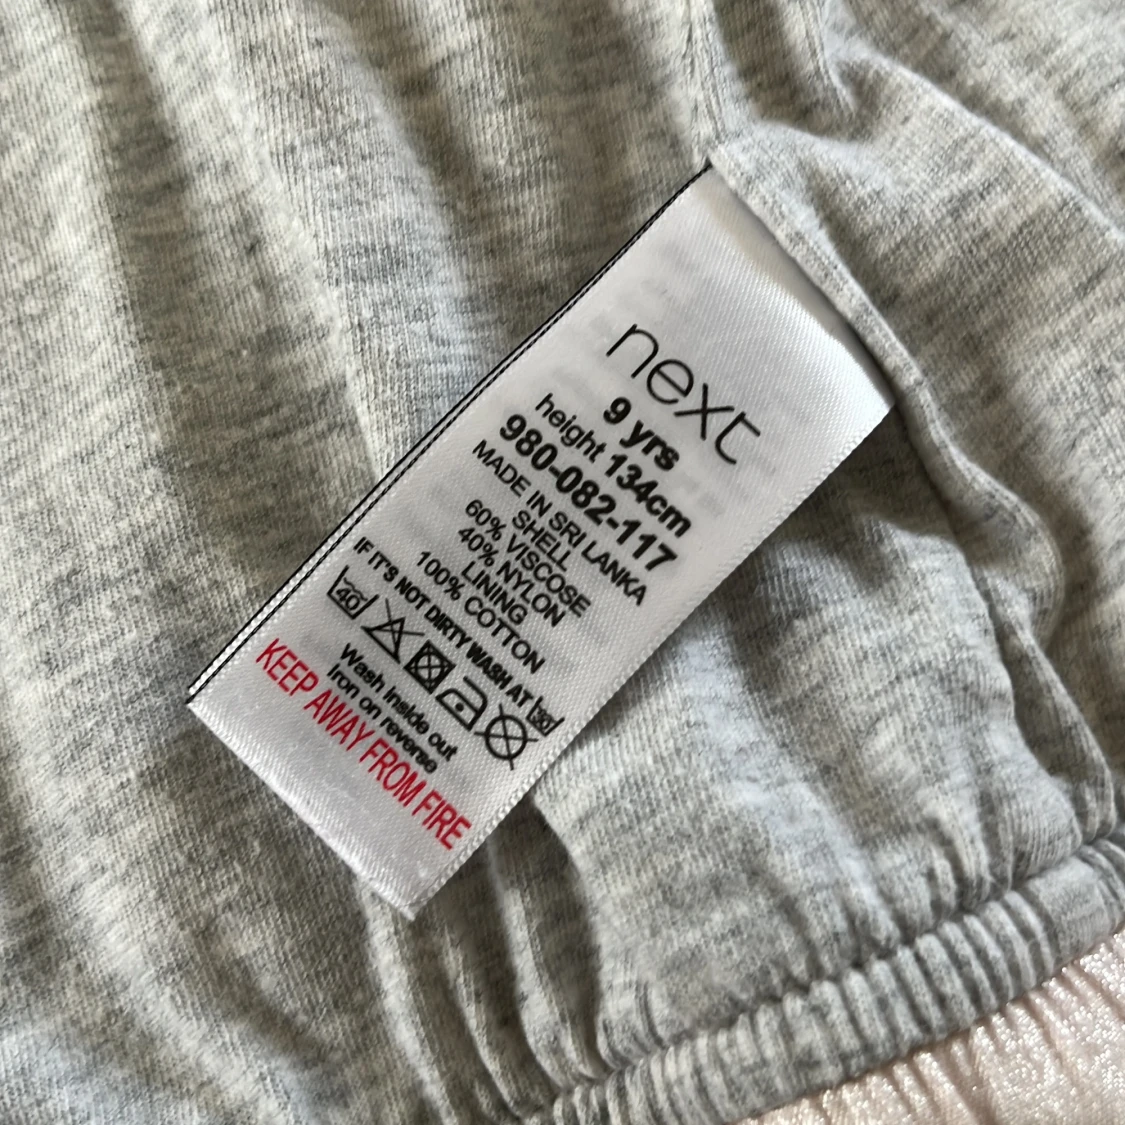 next
9 yrs
height 134cm
980-082-117
MADE IN SRI LANKA
SHELL
60% VISCOSE
40% NYLON
LINING
100% COTTON
IF IT'S NOT DIRTY WASH AT 30
40
Wash inside out
Iron on reverse
KEEP AWAY FROM FIRE